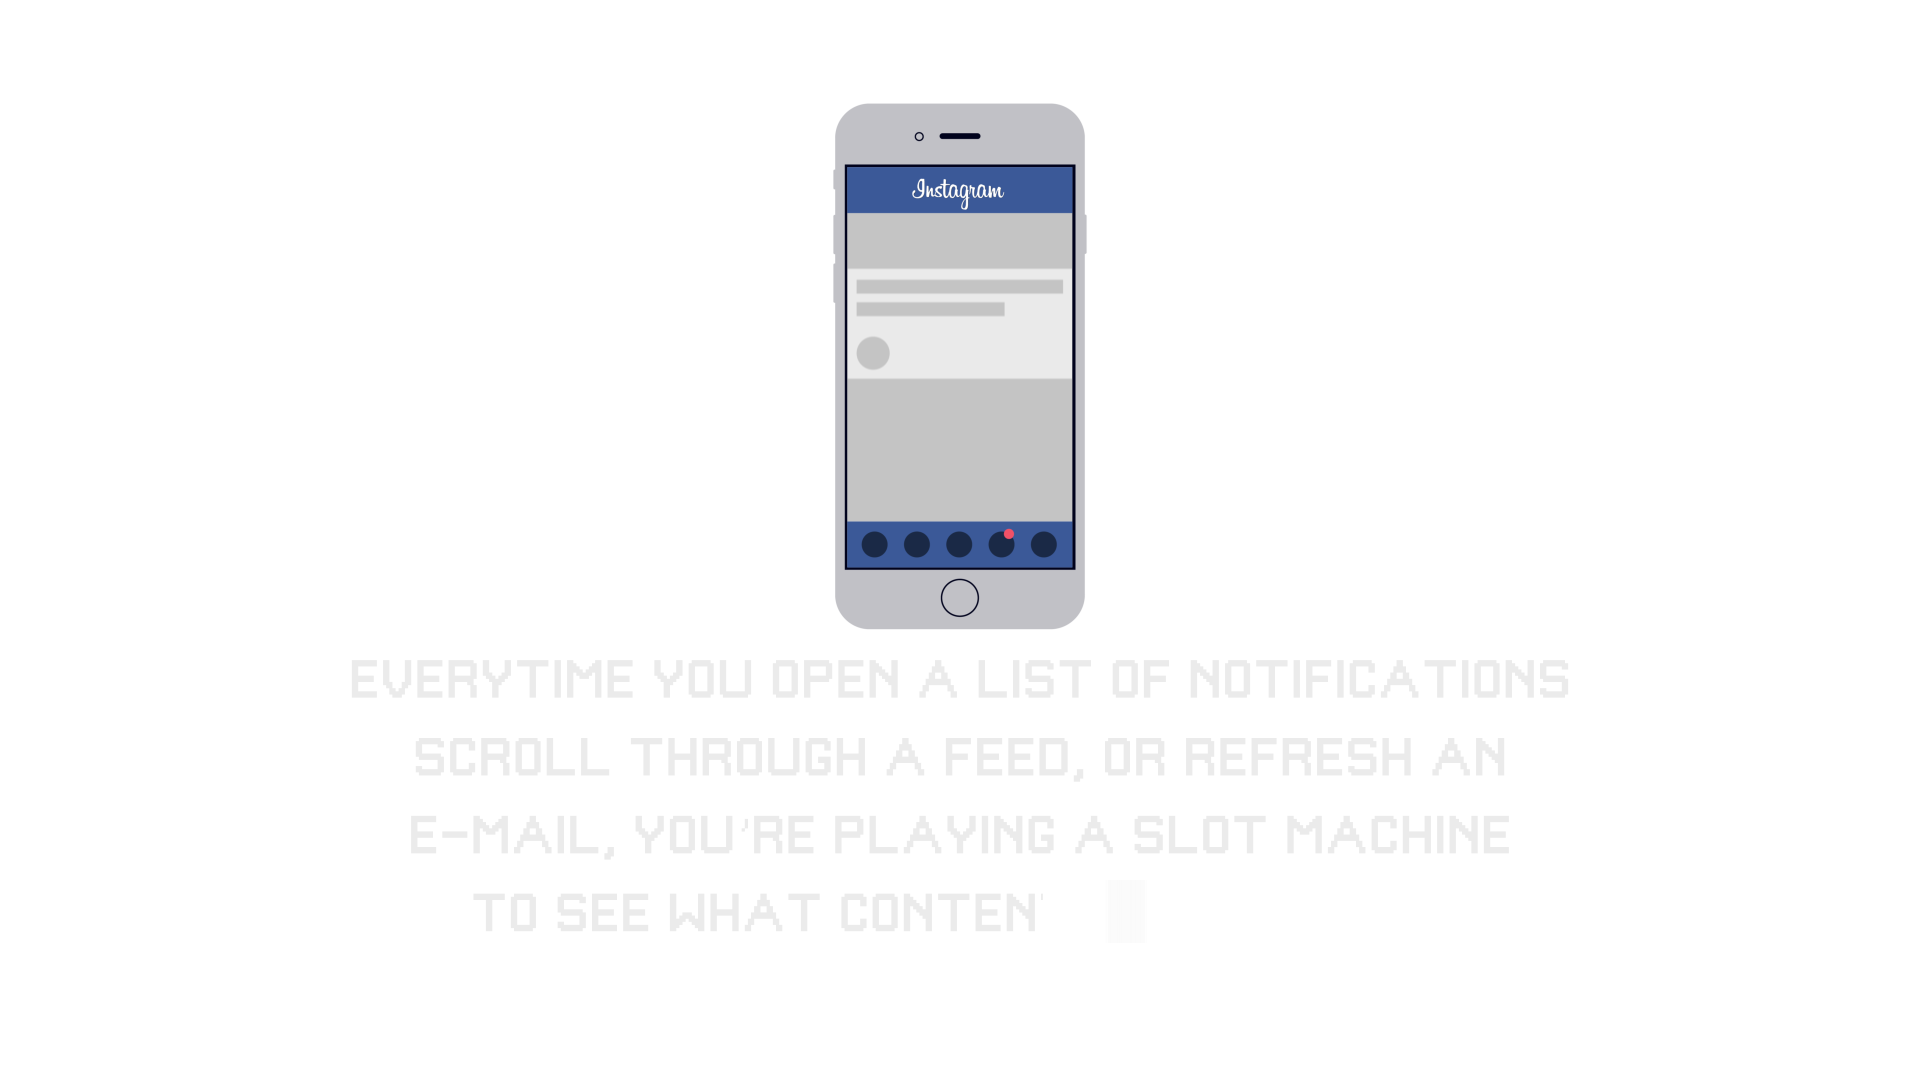 Instagram
EVERYTIME YOU OPEN A LIST OF NOTIFICATIONS
SCROLL THROUGH A FEED, OR REFRESH AN
E-MAIL, YOU'RE PLAYING A SLOT MACHINE
TO SEE WHAT CONTEN